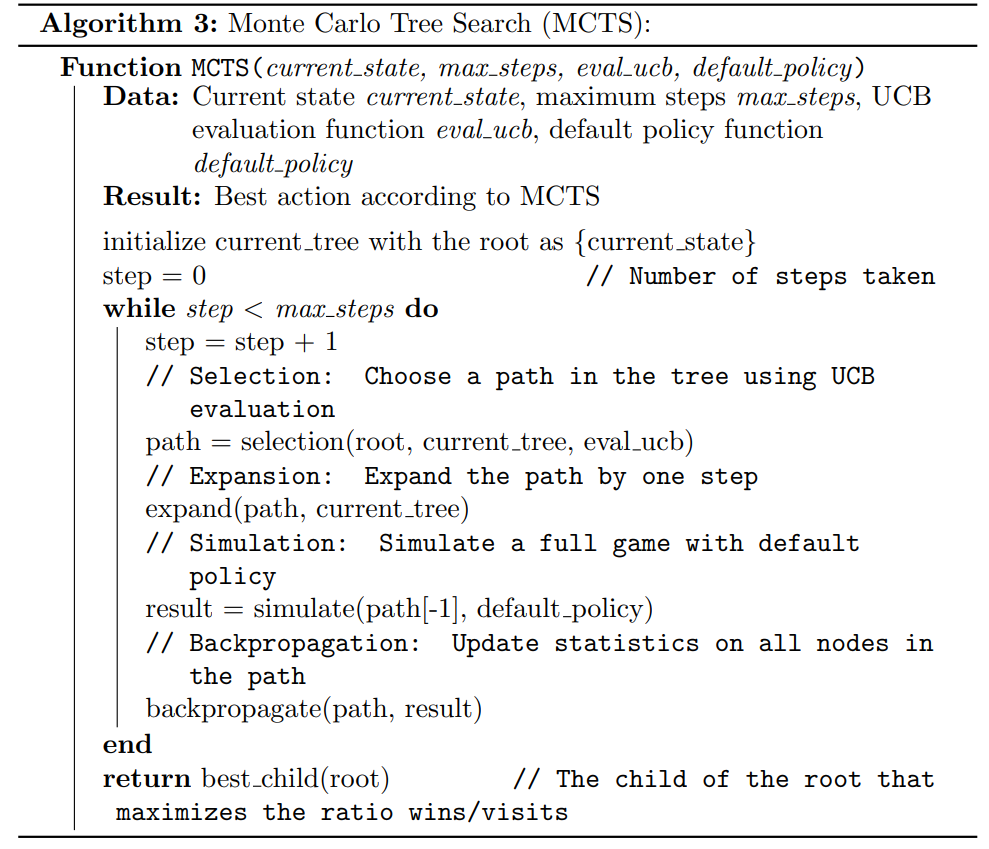 Algorithm 3: Monte Carlo Tree Search (MCTS):
Function MCTS(current_state, max_steps, eval_ucb, default_policy)
Data: Current state current_state, maximum steps max_steps, UCB
evaluation function eval_ucb, default policy function
default_policy
Result: Best action according to MCTS
initialize current_tree with the root as {current_state}
step = 0 // Number of steps taken
while step < max_steps do
step = step + 1
// Selection: Choose a path in the tree using UCB
evaluation
path = selection(root, current_tree, eval_ucb)
// Expansion: Expand the path by one step
expand(path, current_tree)
// Simulation: Simulate a full game with default
policy
result = simulate(path[-1], default_policy)
// Backpropagation: Update statistics on all nodes in
the path
backpropagate(path, result)
end
return best_child(root) // The child of the root that
maximizes the ratio wins/visits